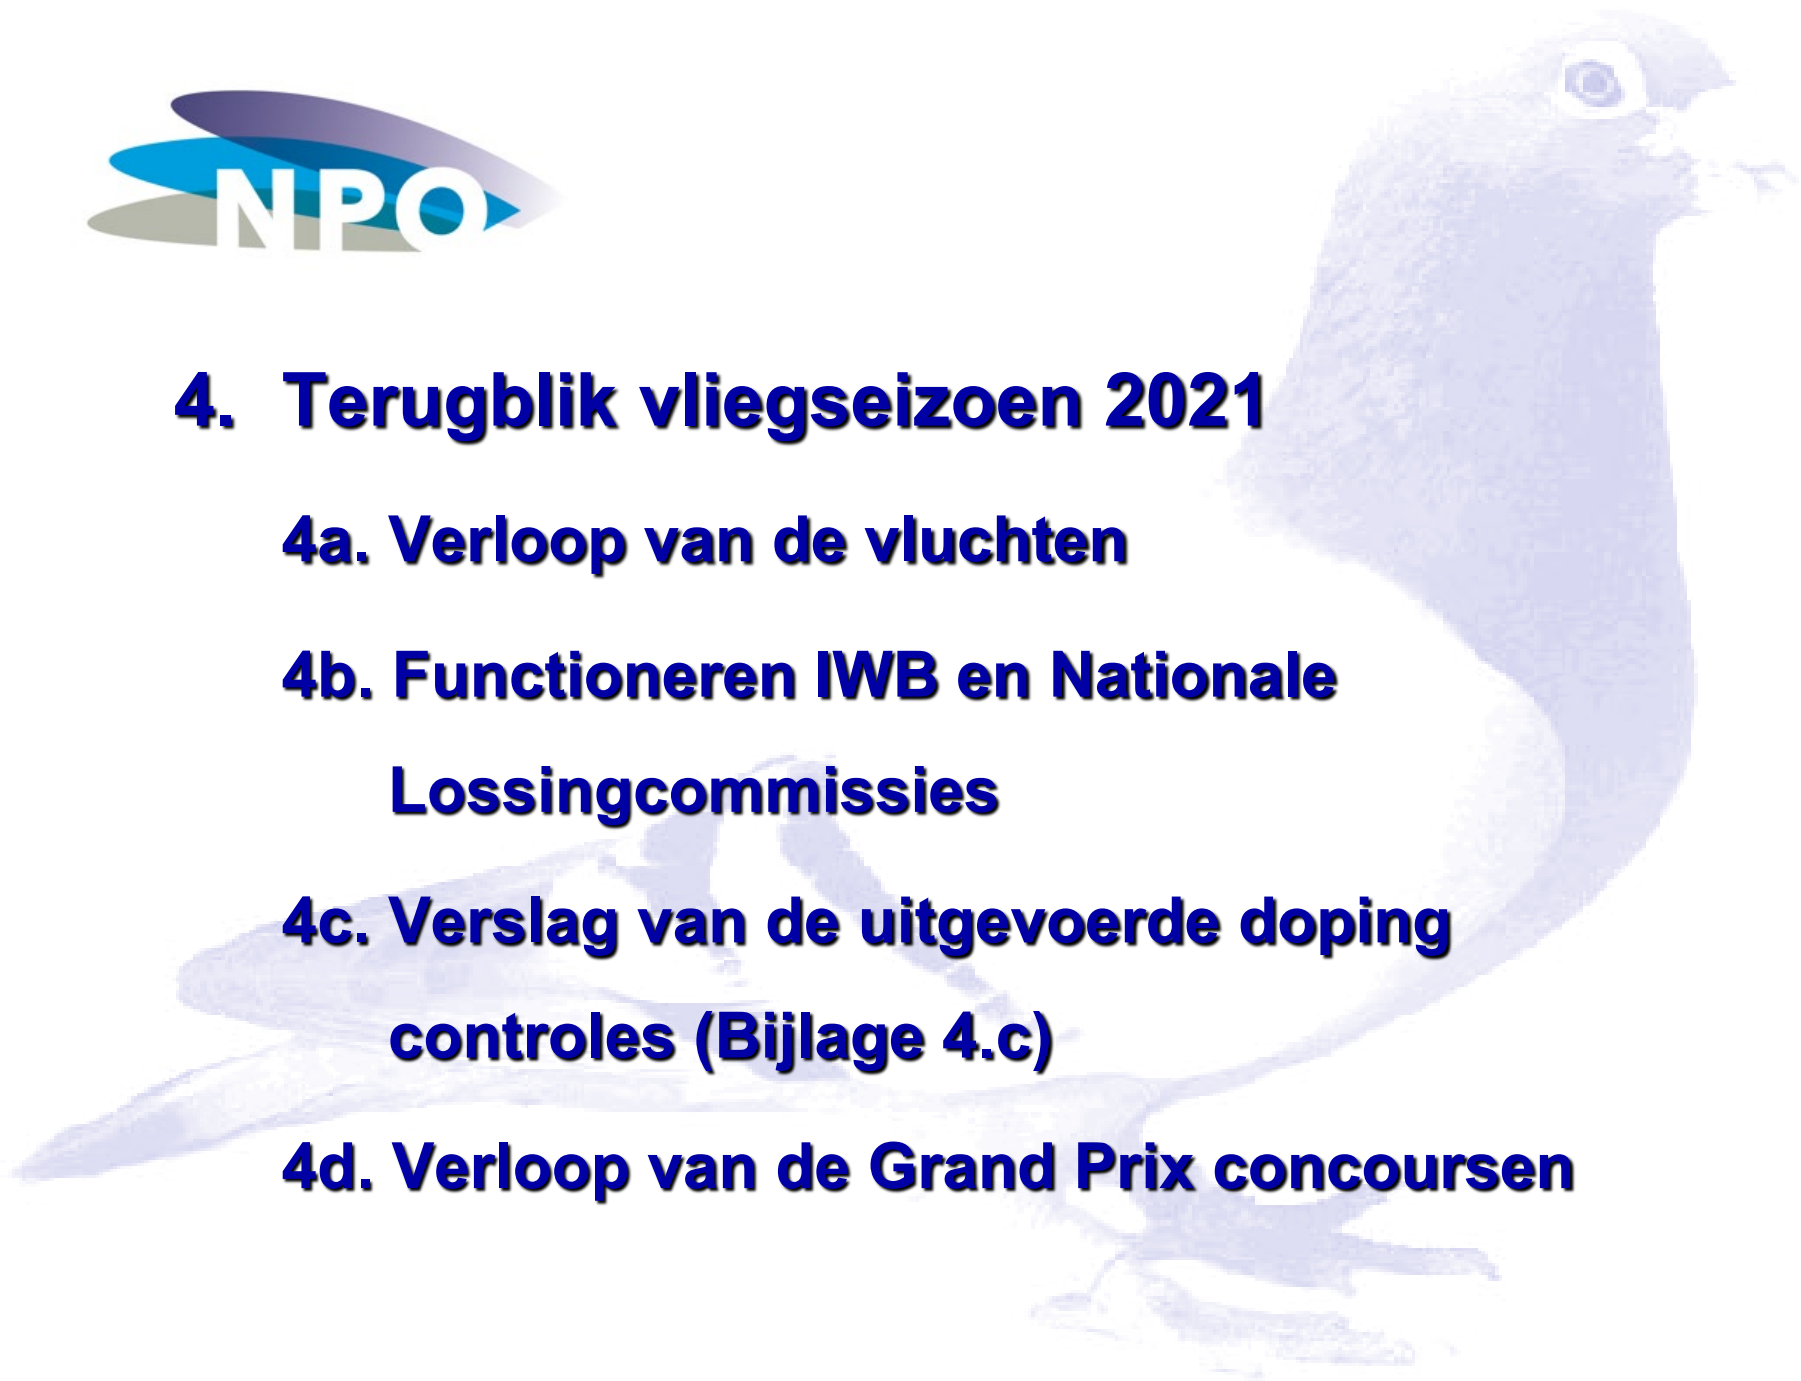 NPO
4. Terugblik vliegseizoen 2021
4a. Verloop van de vluchten
4b. Functioneren IWB en Nationale
Lossingcommissies
4c. Verslag van de uitgevoerde doping
controles (Bijlage 4.c)
4d. Verloop van de Grand Prix concoursen